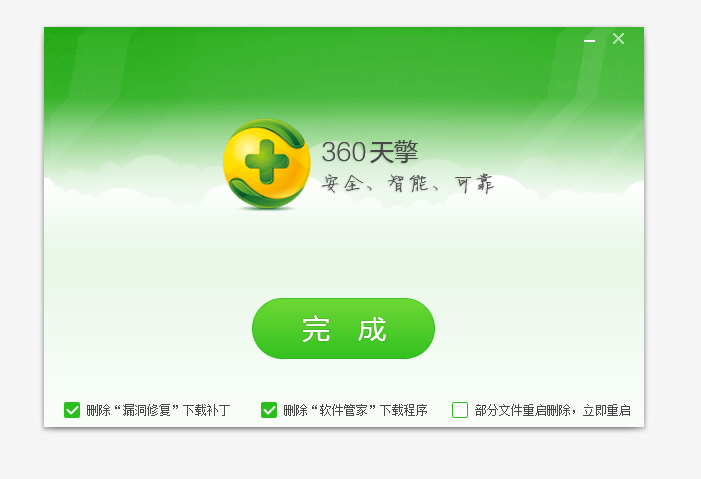 360天擎
安全、智能、可靠
完 成
删除“漏洞修复”下载补丁
删除“软件管家”下载程序
部分文件重启删除，立即重启